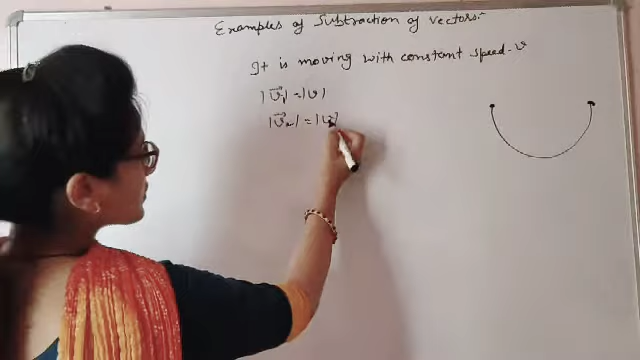 Examples of Subtraction of Vectors:-
It is moving with constant speed - v
|v⃗₁| = |v|
|v⃗₂| = |v|